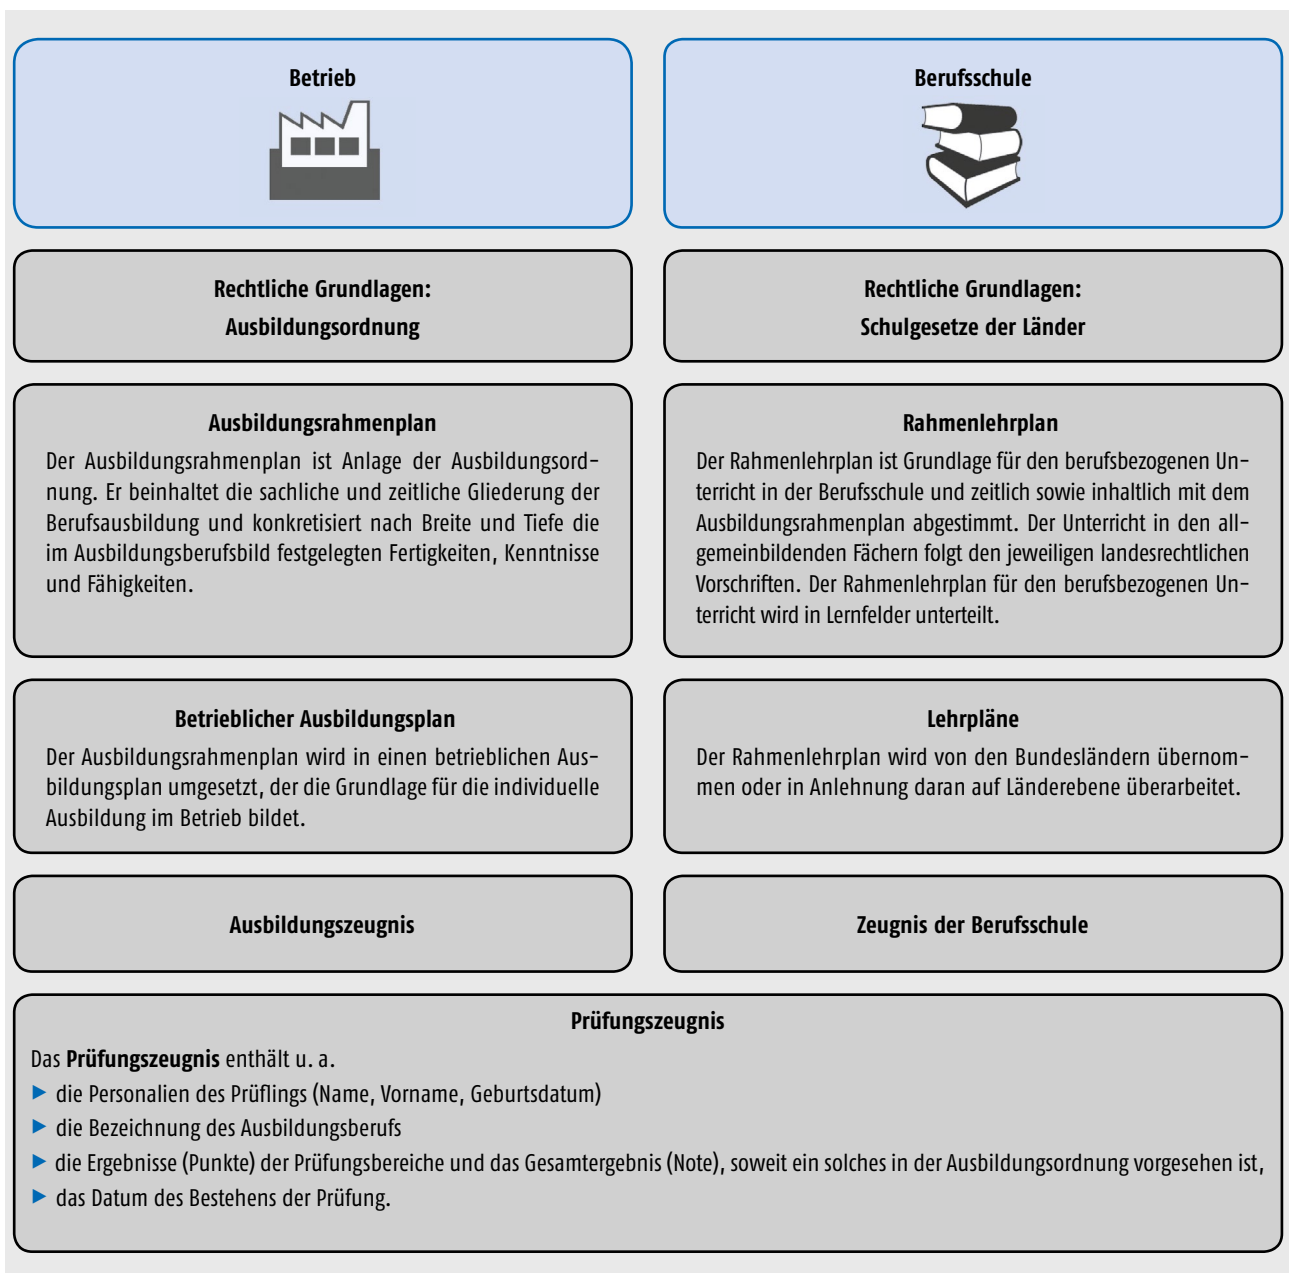 Betrieb
Berufsschule
Rechtliche Grundlagen:
Ausbildungsordnung
Rechtliche Grundlagen:
Schulgesetze der Länder
Ausbildungsrahmenplan
Der Ausbildungsrahmenplan ist Anlage der Ausbildungsord-
nung. Er beinhaltet die sachliche und zeitliche Gliederung der
Berufsausbildung und konkretisiert nach Breite und Tiefe die
im Ausbildungsberufsbild festgelegten Fertigkeiten, Kenntnisse
und Fähigkeiten.
Rahmenlehrplan
Der Rahmenlehrplan ist Grundlage für den berufsbezogenen Un-
terricht in der Berufsschule und zeitlich sowie inhaltlich mit dem
Ausbildungsrahmenplan abgestimmt. Der Unterricht in den all-
gemeinbildenden Fächern folgt den jeweiligen landesrechtlichen
Vorschriften. Der Rahmenlehrplan für den berufsbezogenen Un-
terricht wird in Lernfelder unterteilt.
Betrieblicher Ausbildungsplan
Der Ausbildungsrahmenplan wird in einen betrieblichen Aus-
bildungsplan umgesetzt, der die Grundlage für die individuelle
Ausbildung im Betrieb bildet.
Lehrpläne
Der Rahmenlehrplan wird von den Bundesländern übernom-
men oder in Anlehnung daran auf Länderebene überarbeitet.
Ausbildungszeugnis
Zeugnis der Berufsschule
Prüfungszeugnis
Das Prüfungszeugnis enthält u. a.
▶ die Personalien des Prüflings (Name, Vorname, Geburtsdatum)
▶ die Bezeichnung des Ausbildungsberufs
▶ die Ergebnisse (Punkte) der Prüfungsbereiche und das Gesamtergebnis (Note), soweit ein solches in der Ausbildungsordnung vorgesehen ist,
▶ das Datum des Bestehens der Prüfung.